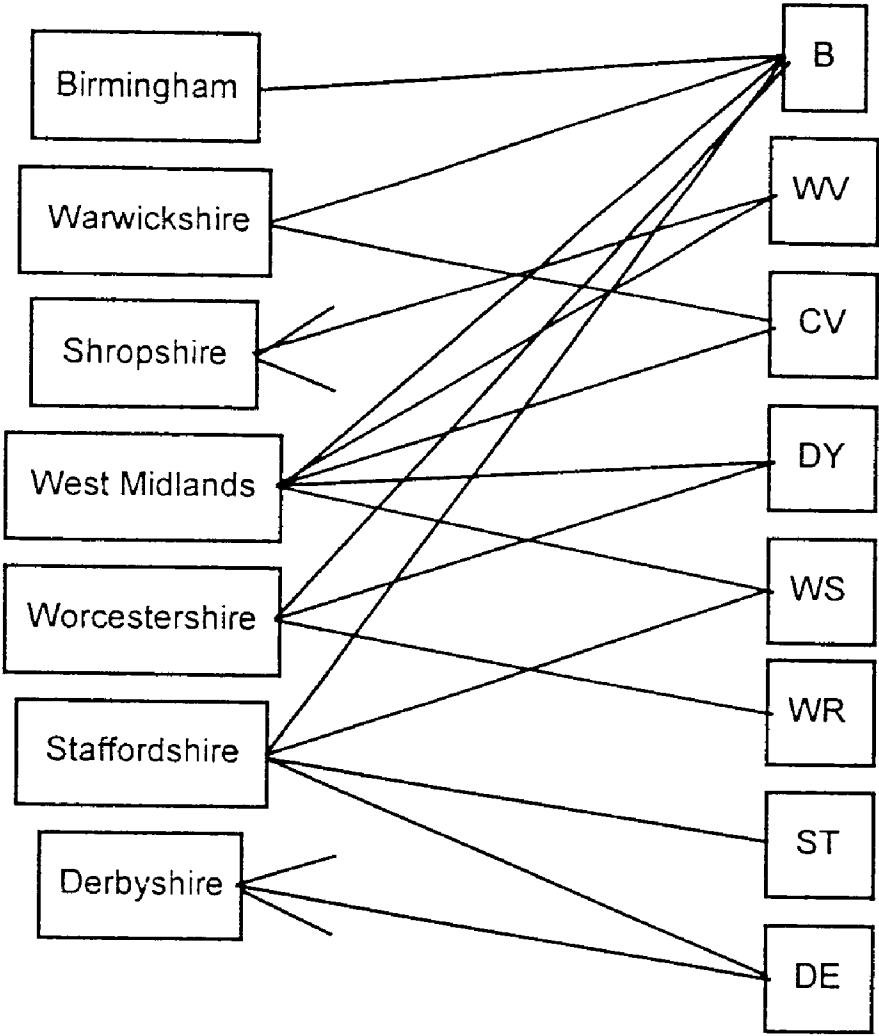 Birmingham
Warwickshire
Shropshire
West Midlands
Worcestershire
Staffordshire
Derbyshire
B
WV
CV
DY
WS
WR
ST
DE